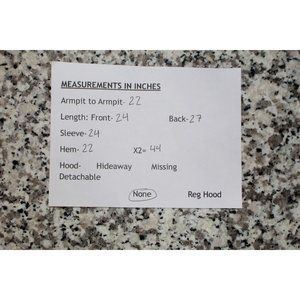 MEASUREMENTS IN INCHES
Armpit to Armpit- 22
Length: Front- 24 Back- 27
Sleeve- 24
Hem- 22 X2= 44
Hood- Hideaway Missing
Detachable
None Reg Hood